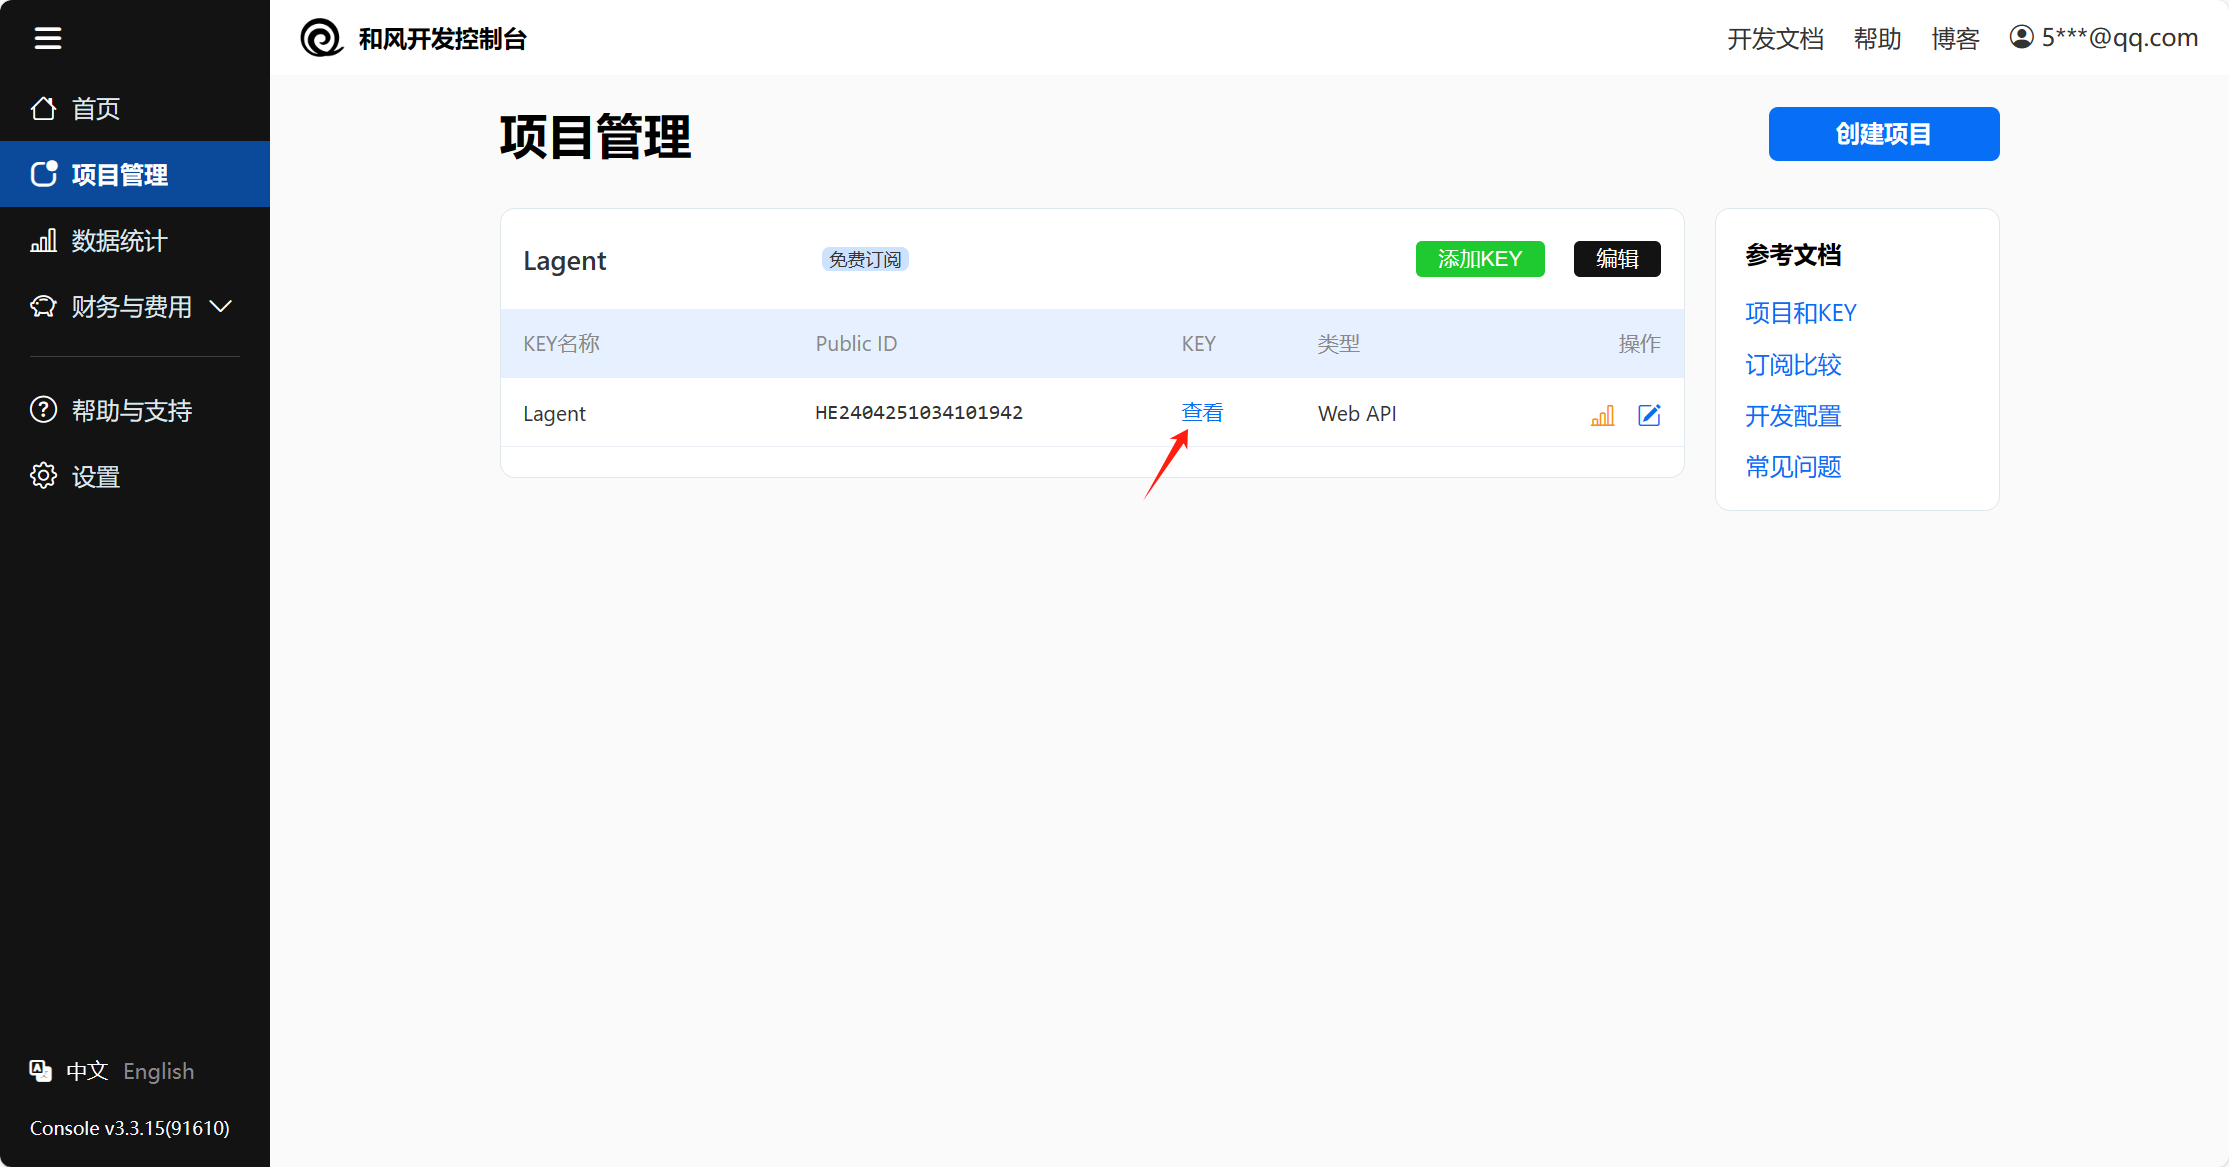 和风开发控制台
开发文档 帮助 博客 5***@qq.com
首页
项目管理
数据统计
财务与费用
帮助与支持
设置
中文 English
Console v3.3.15(91610)
项目管理
创建项目
Lagent 免费订阅 添加KEY 编辑
KEY名称 Public ID KEY 类型 操作
Lagent HE2404251034101942 查看 Web API
参考文档
项目和KEY
订阅比较
开发配置
常见问题